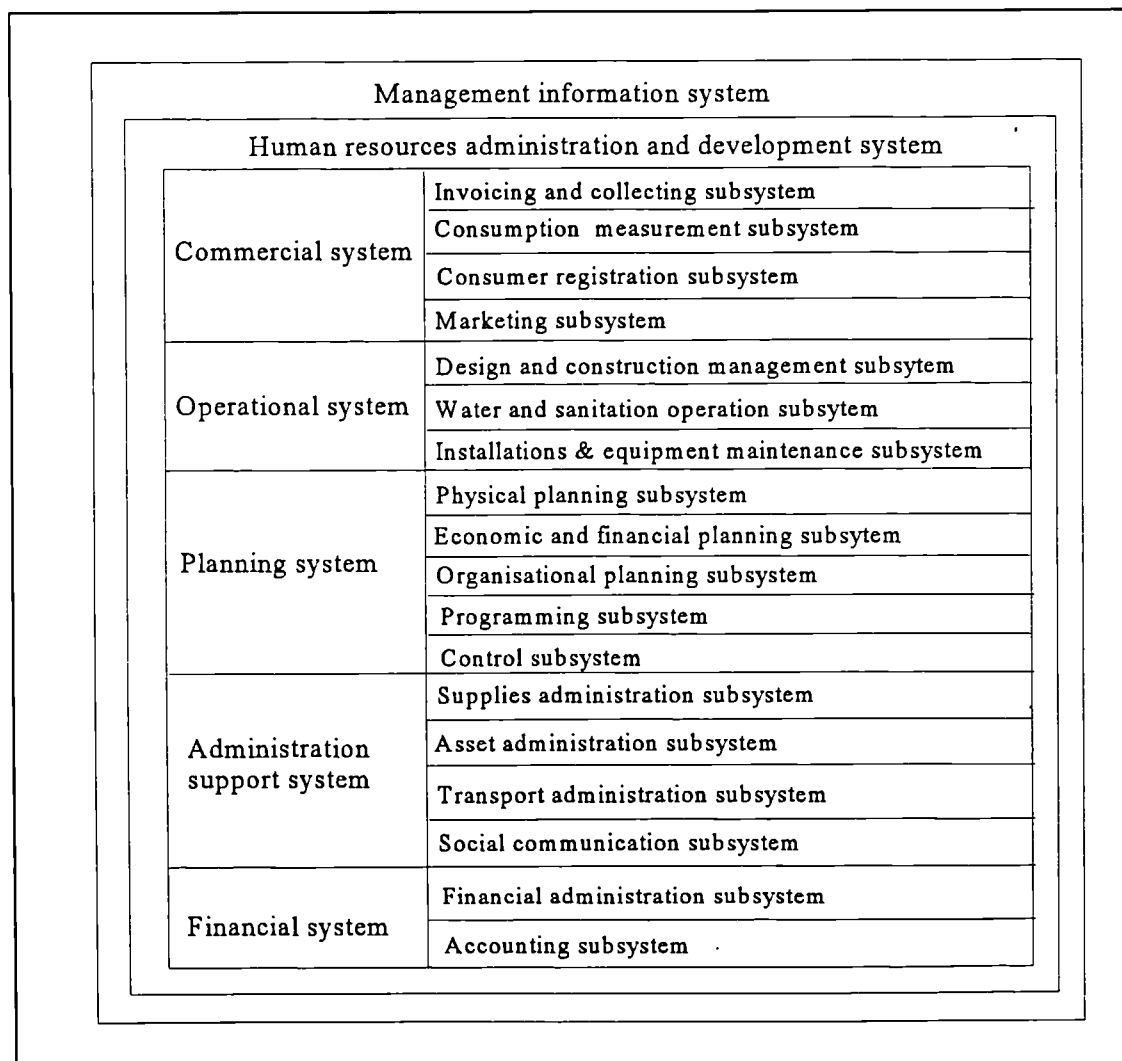 Management information system
Human resources administration and development system
Commercial system
Invoicing and collecting subsystem
Consumption measurement subsystem
Consumer registration subsystem
Marketing subsystem
Operational system
Design and construction management subsytem
Water and sanitation operation subsytem
Installations & equipment maintenance subsystem
Planning system
Physical planning subsystem
Economic and financial planning subsytem
Organisational planning subsystem
Programming subsystem
Control subsystem
Administration
support system
Supplies administration subsystem
Asset administration subsystem
Transport administration subsystem
Social communication subsystem
Financial system
Financial administration subsystem
Accounting subsystem